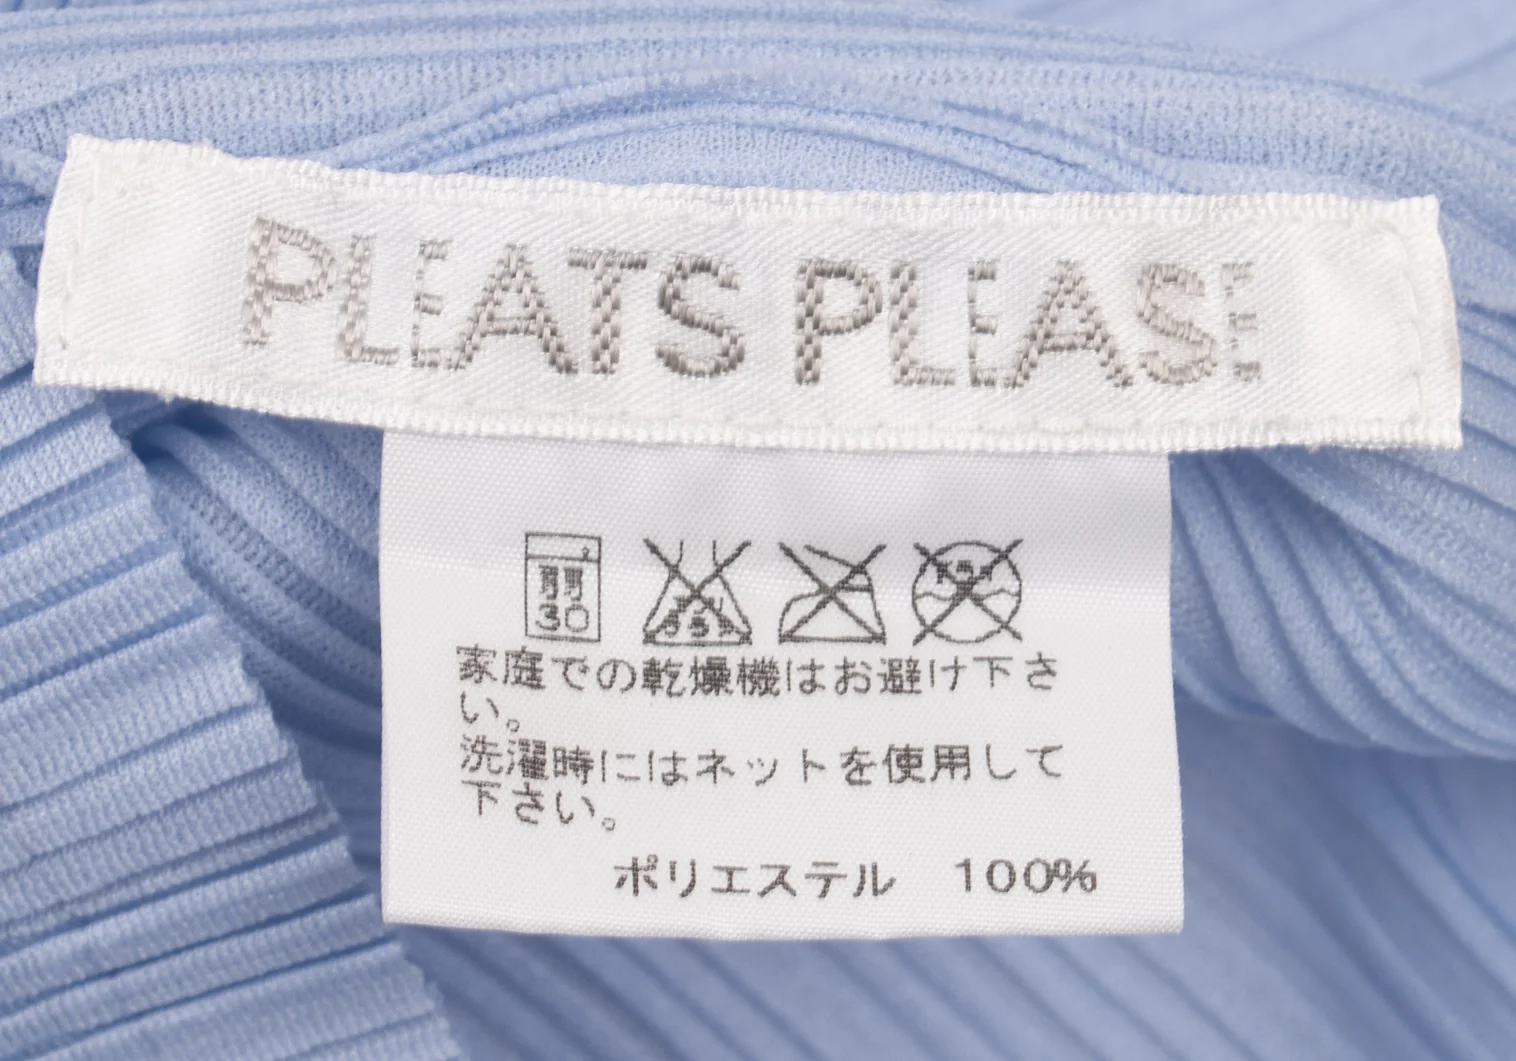 PLEATS PLEASE
30
家庭での乾燥機はお避け下さ
い。
洗濯時にはネットを使用して
下さい。
ポリエステル 100%